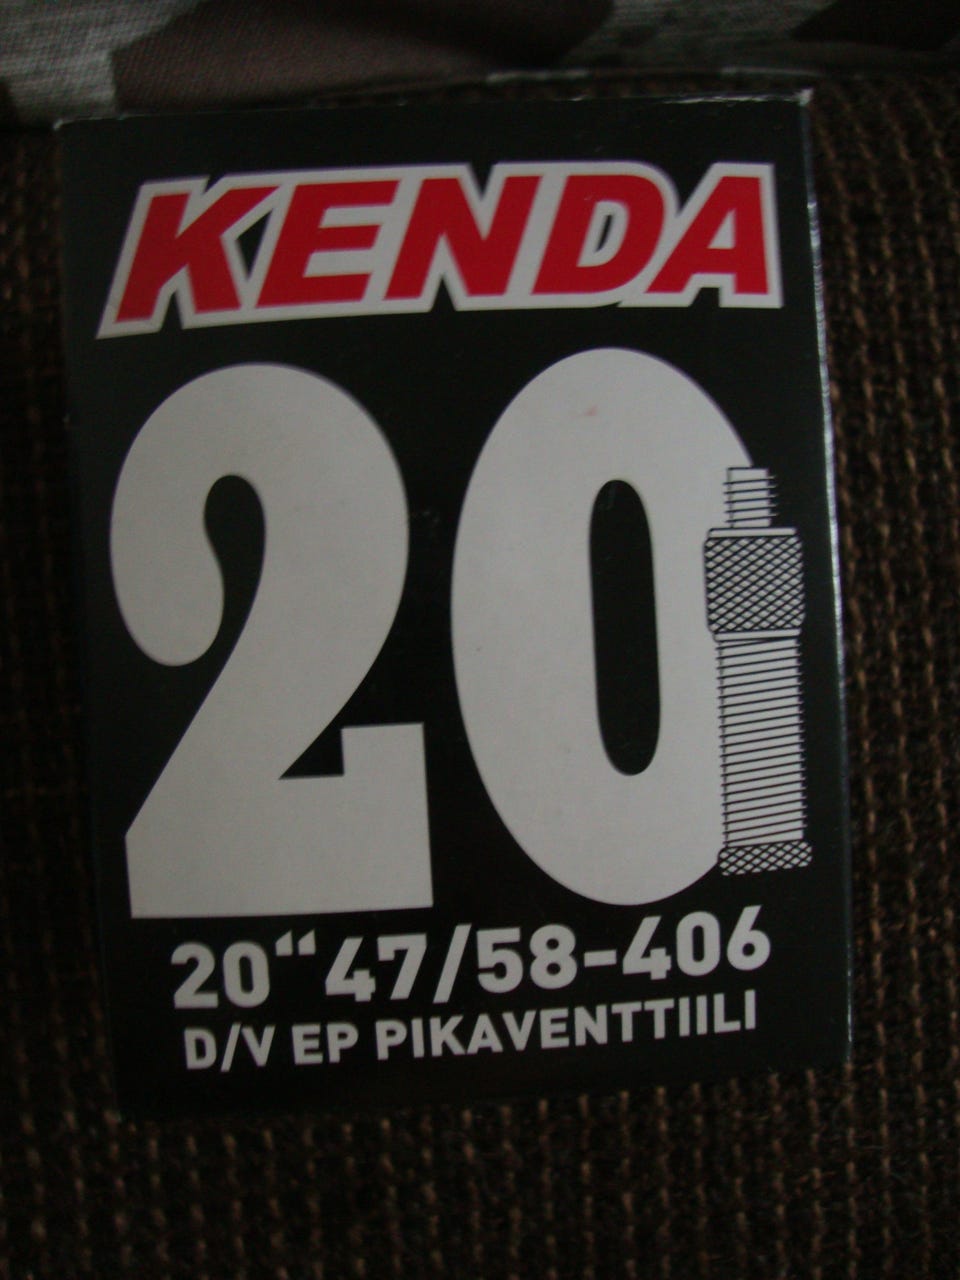 KENDA
20
20“47/58-406
D/V EP PIKAVENTTIILI